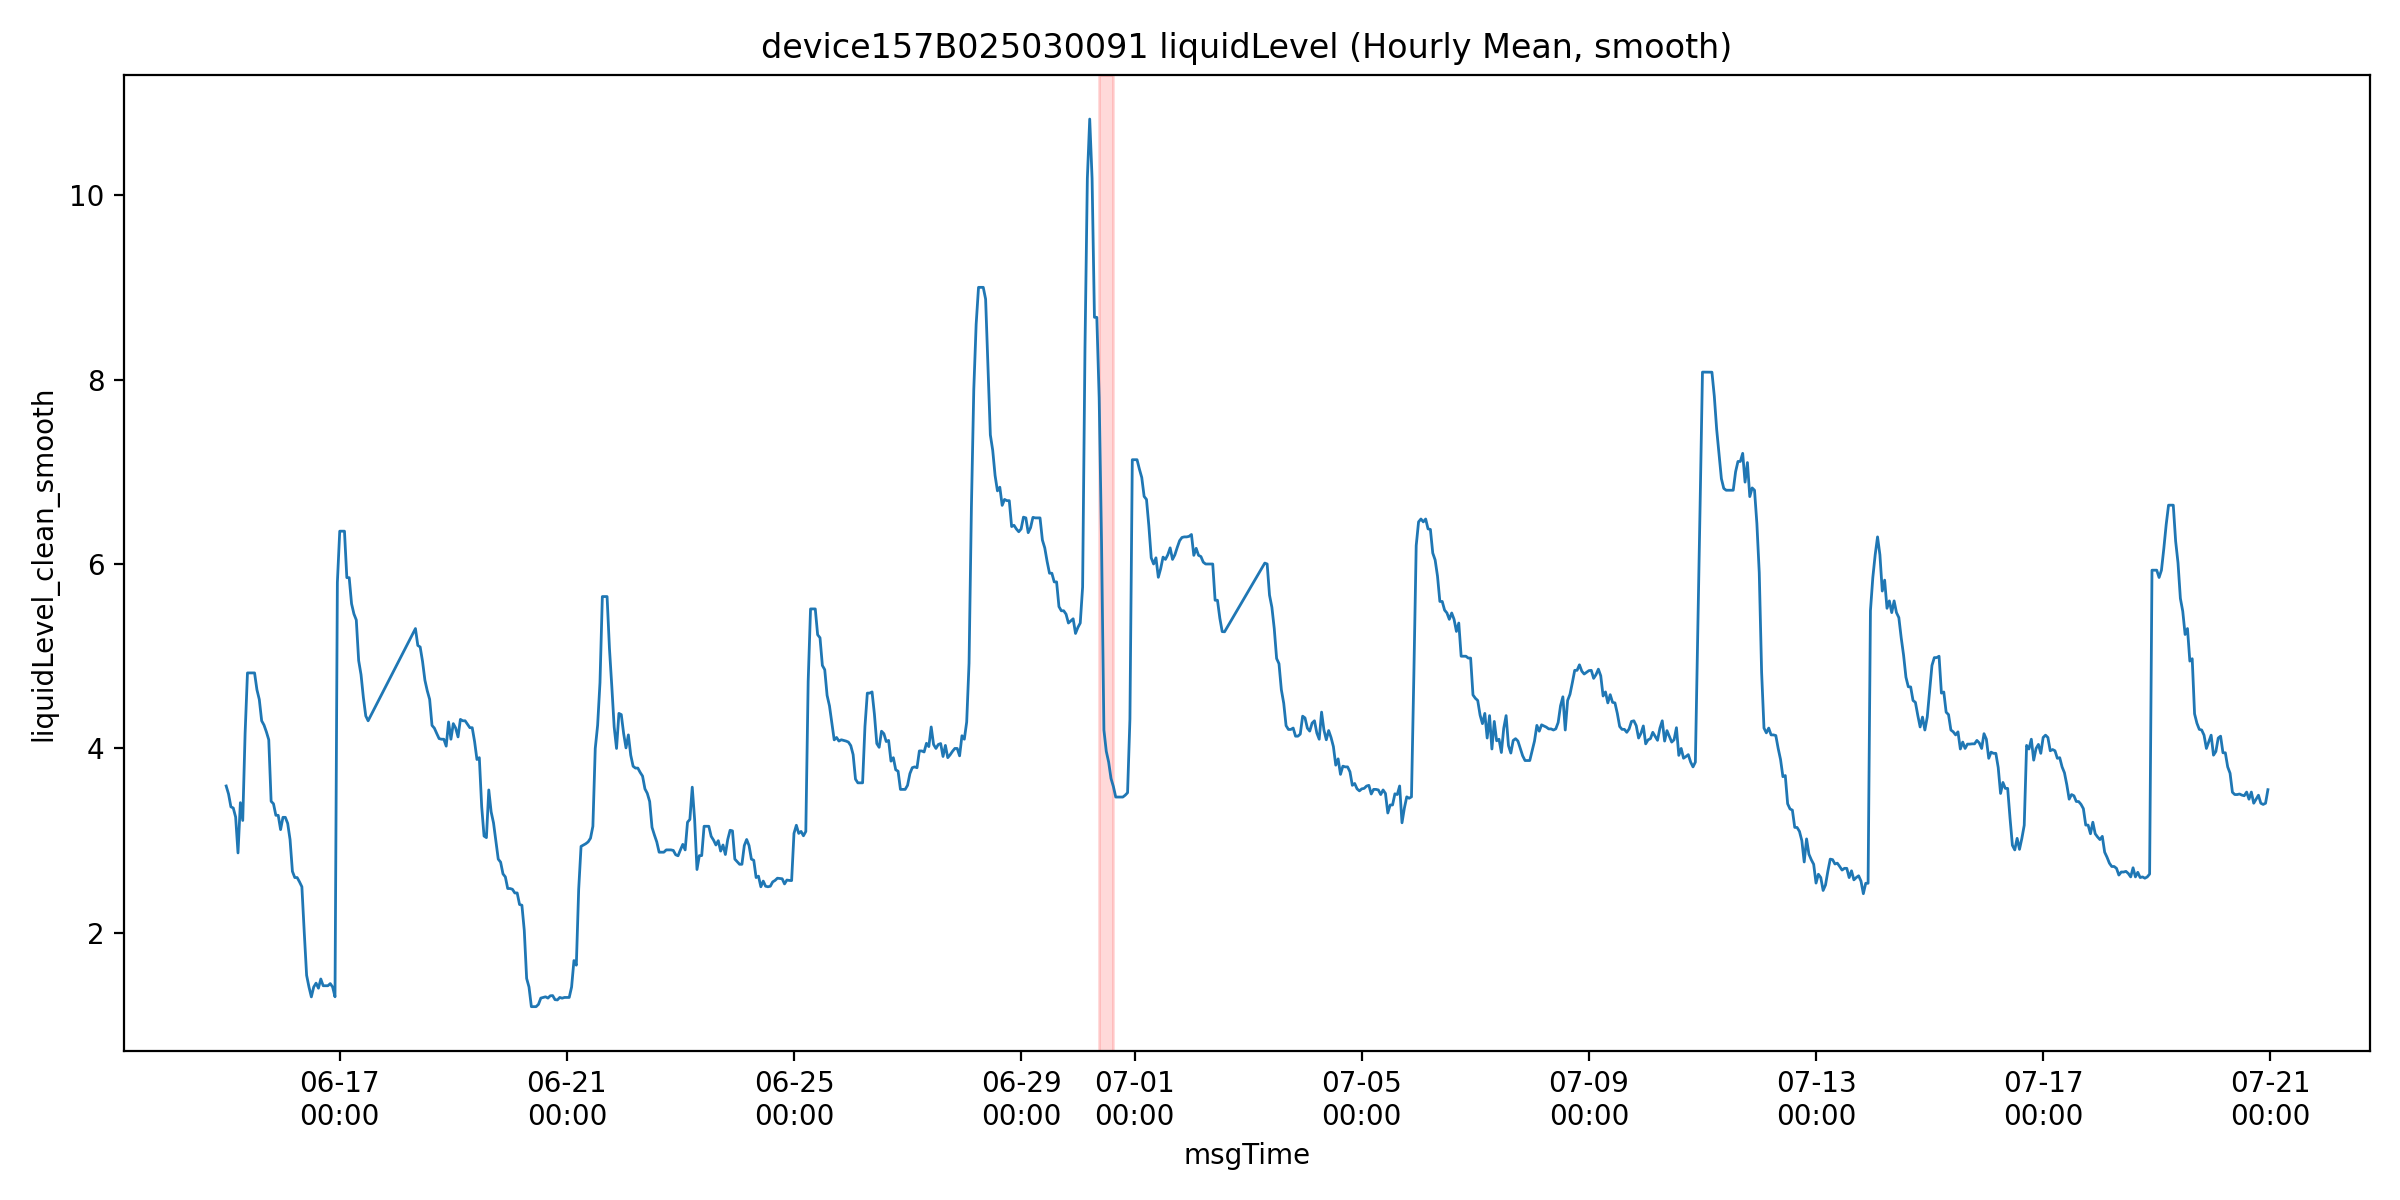 device157B025030091 liquidLevel (Hourly Mean, smooth)
liquidLevel_clean_smooth
10
8
6
4
2
06-17 06-21 06-25 06-29 07-01 07-05 07-09 07-13 07-17 07-21
00:00 00:00 00:00 00:00 00:00 00:00 00:00 00:00 00:00 00:00
msgTime